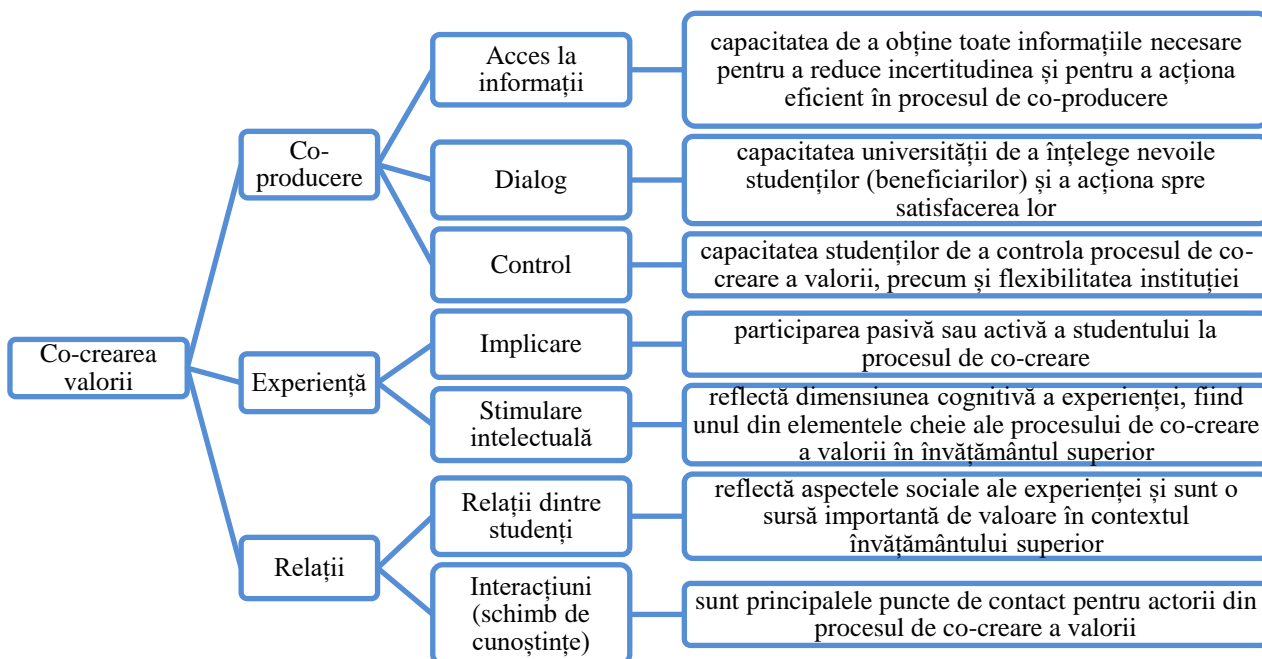 Co-crearea
valorii
Co-
producere
Acces la
informații
capacitatea de a obține toate informațiile necesare
pentru a reduce incertitudinea și pentru a acționa
eficient în procesul de co-producere
Dialog
capacitatea universității de a înțelege nevoile
studenților (beneficiarilor) și a acționa spre
satisfacerea lor
Control
capacitatea studenților de a controla procesul de co-
creare a valorii, precum și flexibilitatea instituției
Experiență
Implicare
participarea pasivă sau activă a studentului la
procesul de co-creare
Stimulare
intelectuală
reflectă dimensiunea cognitivă a experienței, fiind
unul din elementele cheie ale procesului de co-creare
a valorii în învățământul superior
Relații
Relații dintre
studenți
reflectă aspectele sociale ale experienței și sunt o
sursă importantă de valoare în contextul
învățământului superior
Interacțiuni
(schimb de
cunoștințe)
sunt principalele puncte de contact pentru actorii din
procesul de co-creare a valorii